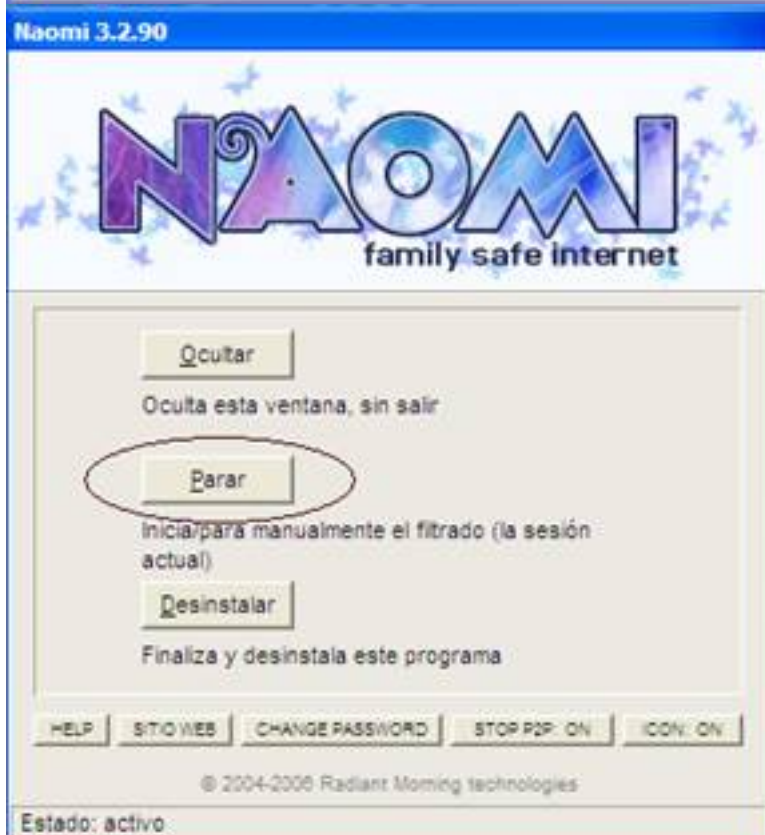 Naomi 3.2.90
NAOMI
family safe internet
Ocultar
Oculta esta ventana, sin salir
Parar
Inicia/para manualmente el filtrado (la sesión
actual)
Desinstalar
Finaliza y desinstala este programa
HELP SITIO WEB CHANGE PASSWORD STOP P2P: ON ICON: ON
© 2004-2006 Radiant Morning technologies
Estado: activo